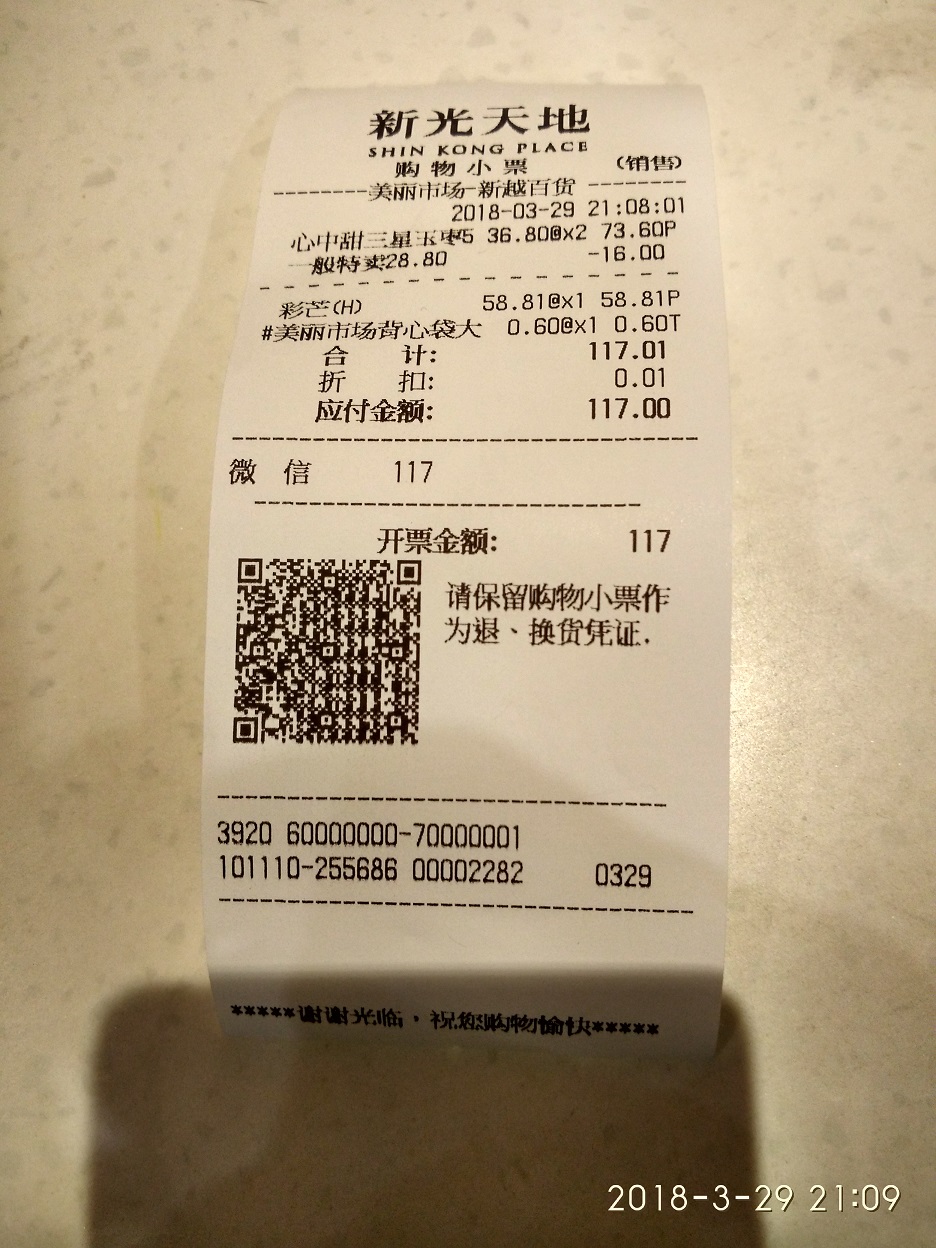 新光天地
SHIN KONG PLACE
购物小票 (销售)
--------美丽市场-新越百货 --------
2018-03-29 21:08:01
心中甜三星玉枣5 36.80@x2 73.60P
一般特卖28.80 -16.00
彩芒(H) 58.81@x1 58.81P
#美丽市场背心袋大 0.60@x1 0.60T
合 计: 117.01
折 扣: 0.01
应付金额: 117.00
微 信 117
开票金额: 117
请保留购物小票作
为退、换货凭证.
3920 60000000-70000001
101110-255686 00002282 0329
*****谢谢光临，祝您购物愉快*****
2018-3-29 21:09